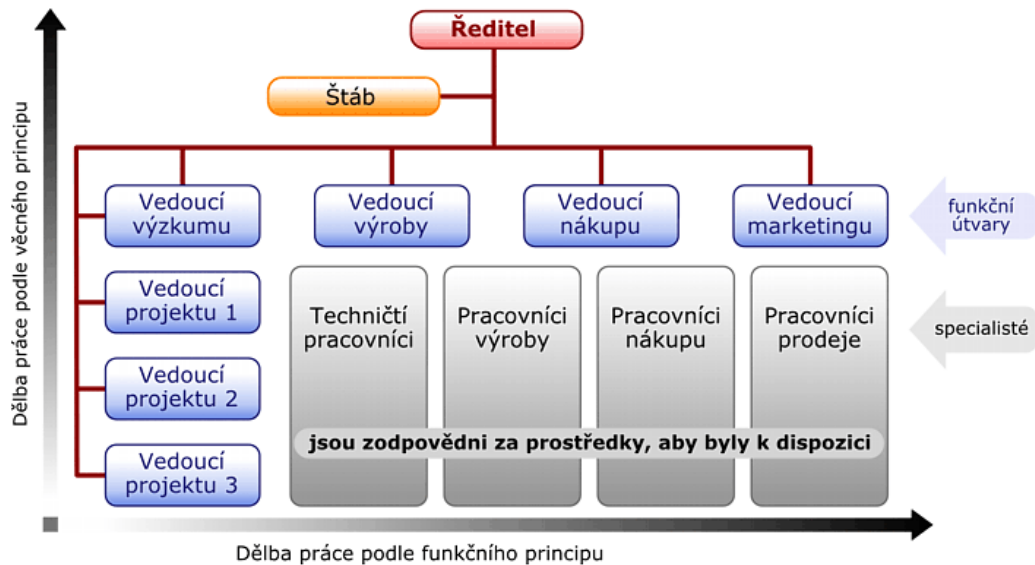 Ředitel
Štáb
Vedoucí
výzkumu
Vedoucí
výroby
Vedoucí
nákupu
Vedoucí
marketingu
funkční
útvary
Vedoucí
projektu 1
Vedoucí
projektu 2
Vedoucí
projektu 3
Techničtí
pracovníci
Pracovníci
výroby
Pracovníci
nákupu
Pracovníci
prodeje
specialisté
jsou zodpovědni za prostředky, aby byly k dispozici
Dělba práce podle věcného principu
Dělba práce podle funkčního principu